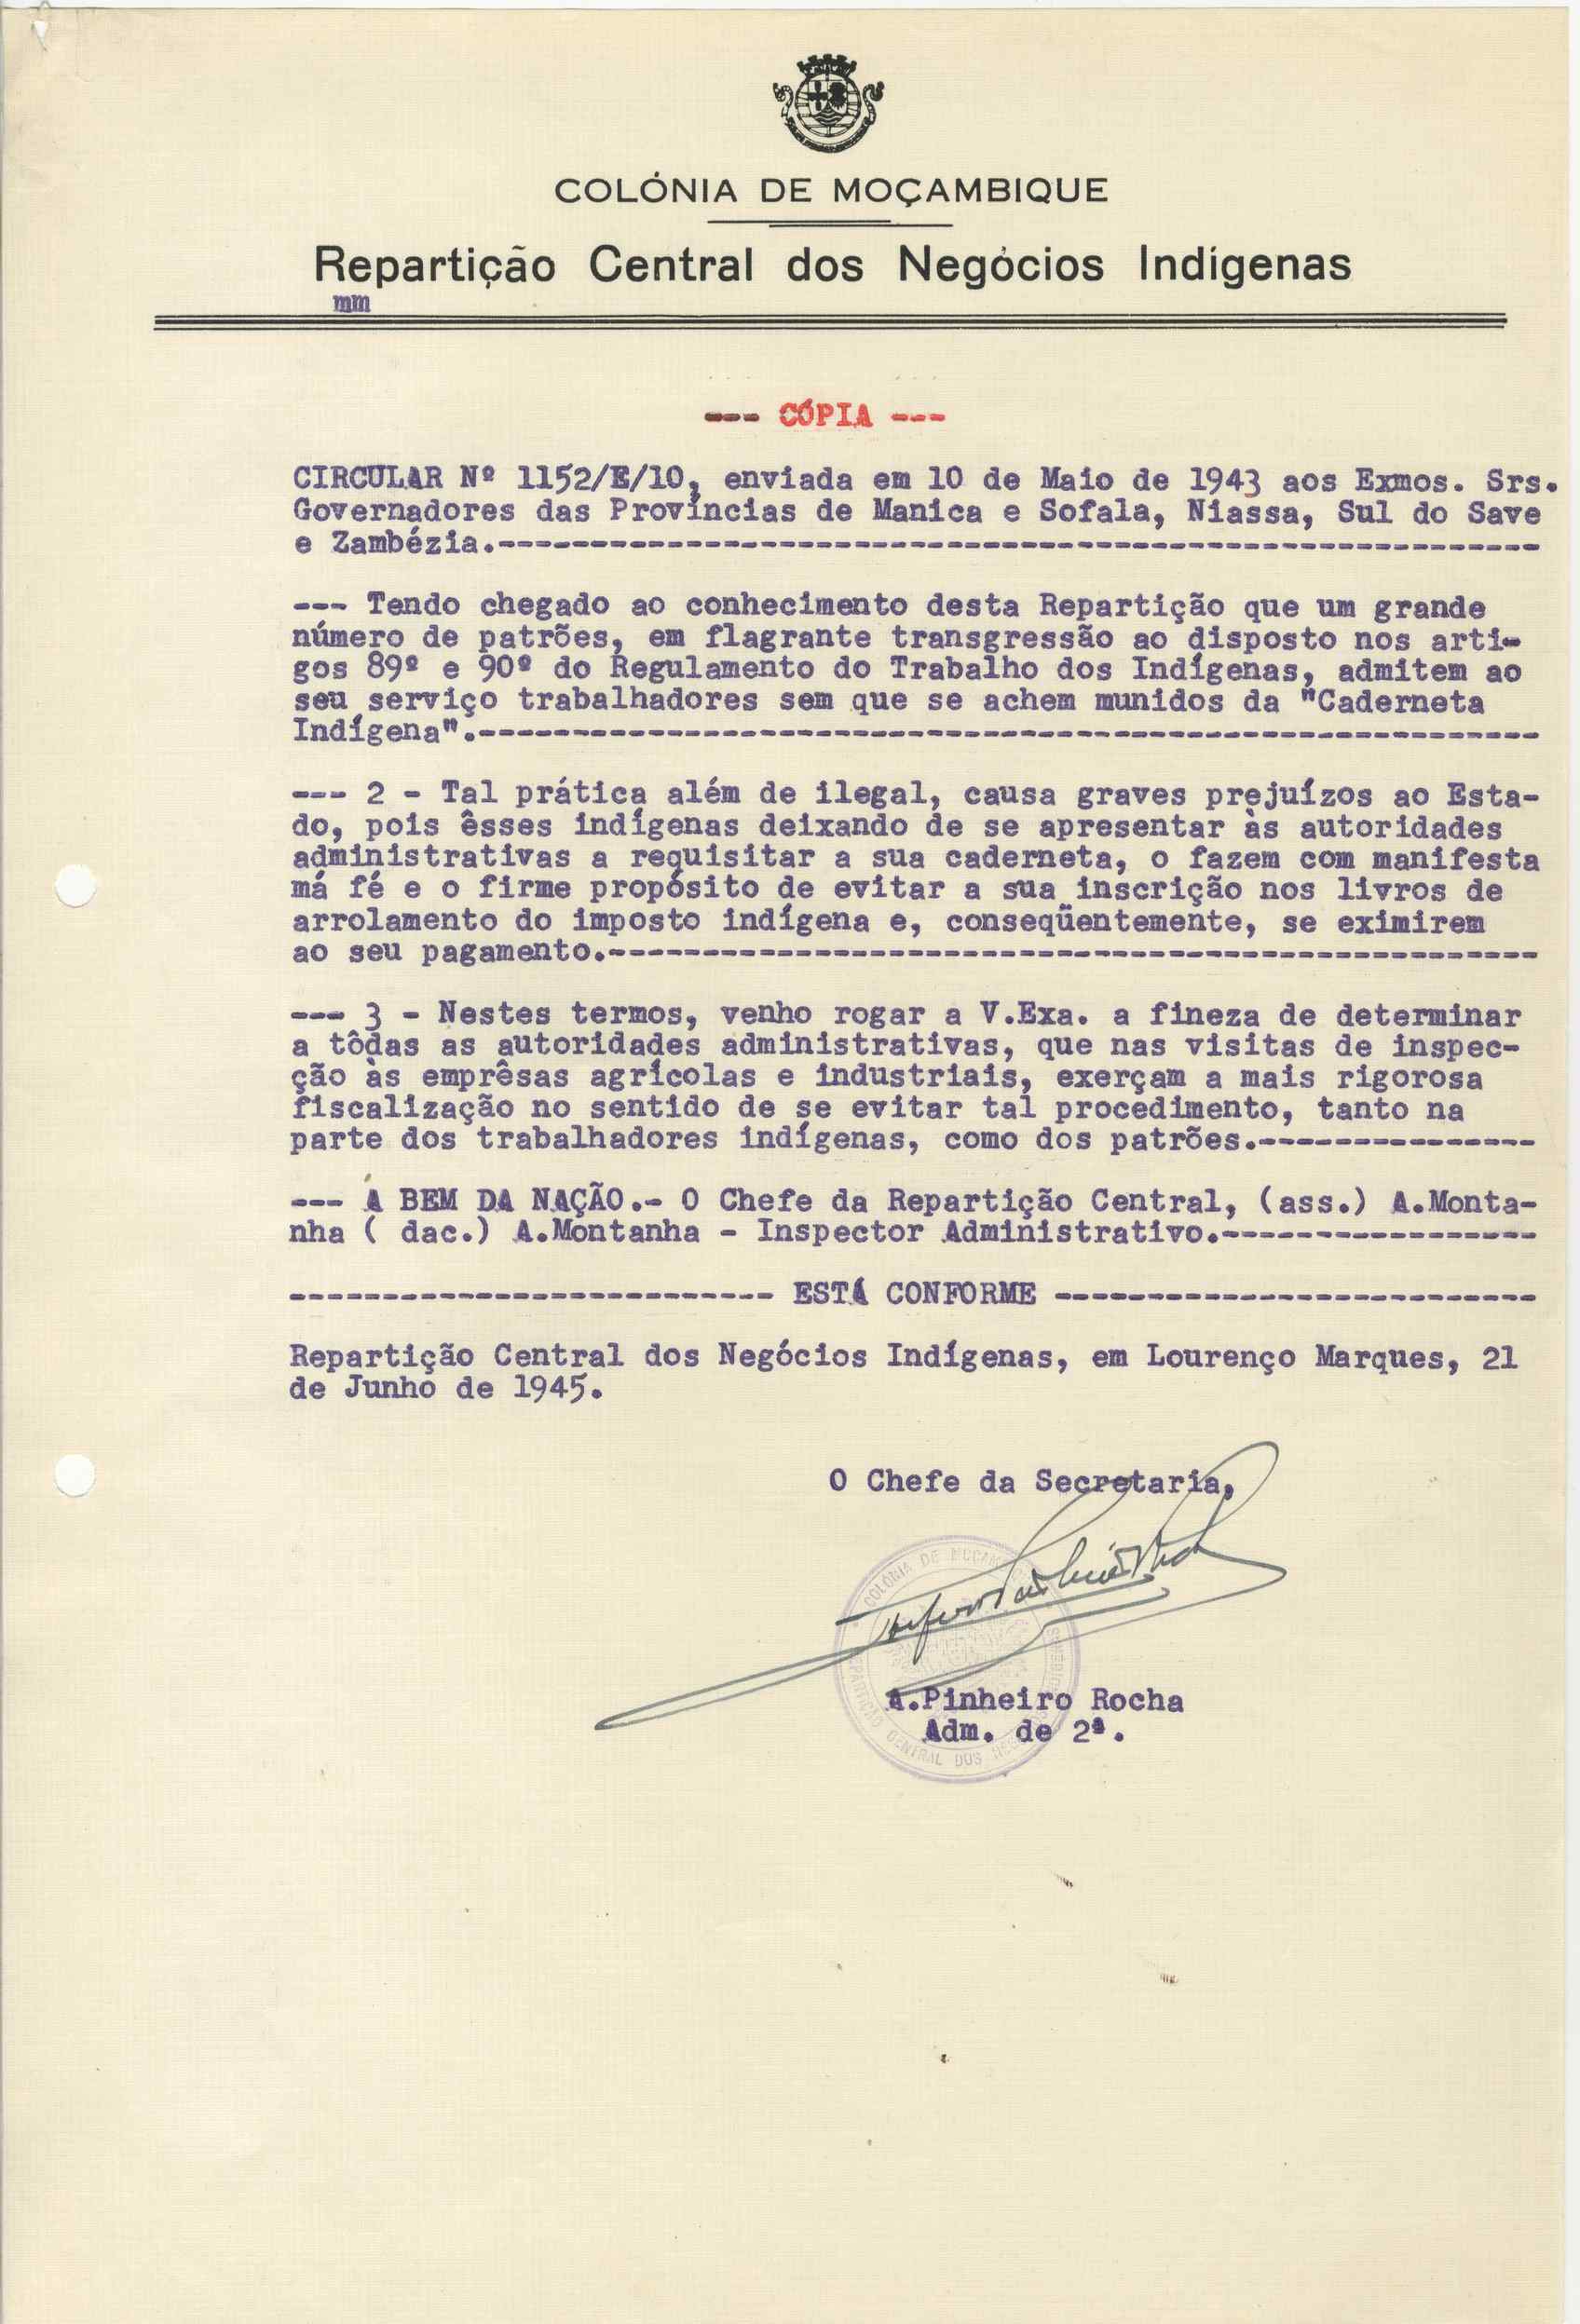 COLÓNIA DE MOÇAMBIQUE
Repartição Central dos Negócios Indígenas
mm
--- CÓPIA ---
CIRCULAR Nº 1152/E/10, enviada em 10 de Maio de 1943 aos Exmos. Srs.
Governadores das Províncias de Manica e Sofala, Niassa, Sul do Save
e Zambézia.---------------------------------------------------------
--- Tendo chegado ao conhecimento desta Repartição que um grande
número de patrões, em flagrante transgressão ao disposto nos arti-
gos 89º e 90º do Regulamento do Trabalho dos Indígenas, admitem ao
seu serviço trabalhadores sem que se achem munidos da "Caderneta
Indígena".----------------------------------------------------------
--- 2 - Tal prática além de ilegal, causa graves prejuízos ao Esta-
do, pois êsses indígenas deixando de se apresentar às autoridades
administrativas a requisitar a sua caderneta, o fazem com manifesta
má fé e o firme propósito de evitar a sua inscrição nos livros de
arrolamento do imposto indígena e, conseqüentemente, se eximirem
ao seu pagamento.---------------------------------------------------
--- 3 - Nestes termos, venho rogar a V.Exa. a fineza de determinar
a tôdas as autoridades administrativas, que nas visitas de inspec-
ção às emprêsas agrícolas e industriais, exerçam a mais rigorosa
fiscalização no sentido de se evitar tal procedimento, tanto na
parte dos trabalhadores indígenas, como dos patrões.---------------
--- A BEM DA NAÇÃO.- O Chefe da Repartição Central, (ass.) A.Monta-
nha ( dac.) A.Montanha - Inspector Administrativo.-----------------
--------------------------- ESTÁ CONFORME --------------------------
Repartição Central dos Negócios Indígenas, em Lourenço Marques, 21
de Junho de 1945.
O Chefe da Secretaria,
COLÓNIA DE MOÇAM
REPARTIÇÃO CENTRAL DOS
A.Pinheiro Rocha
Adm. de 2ª.